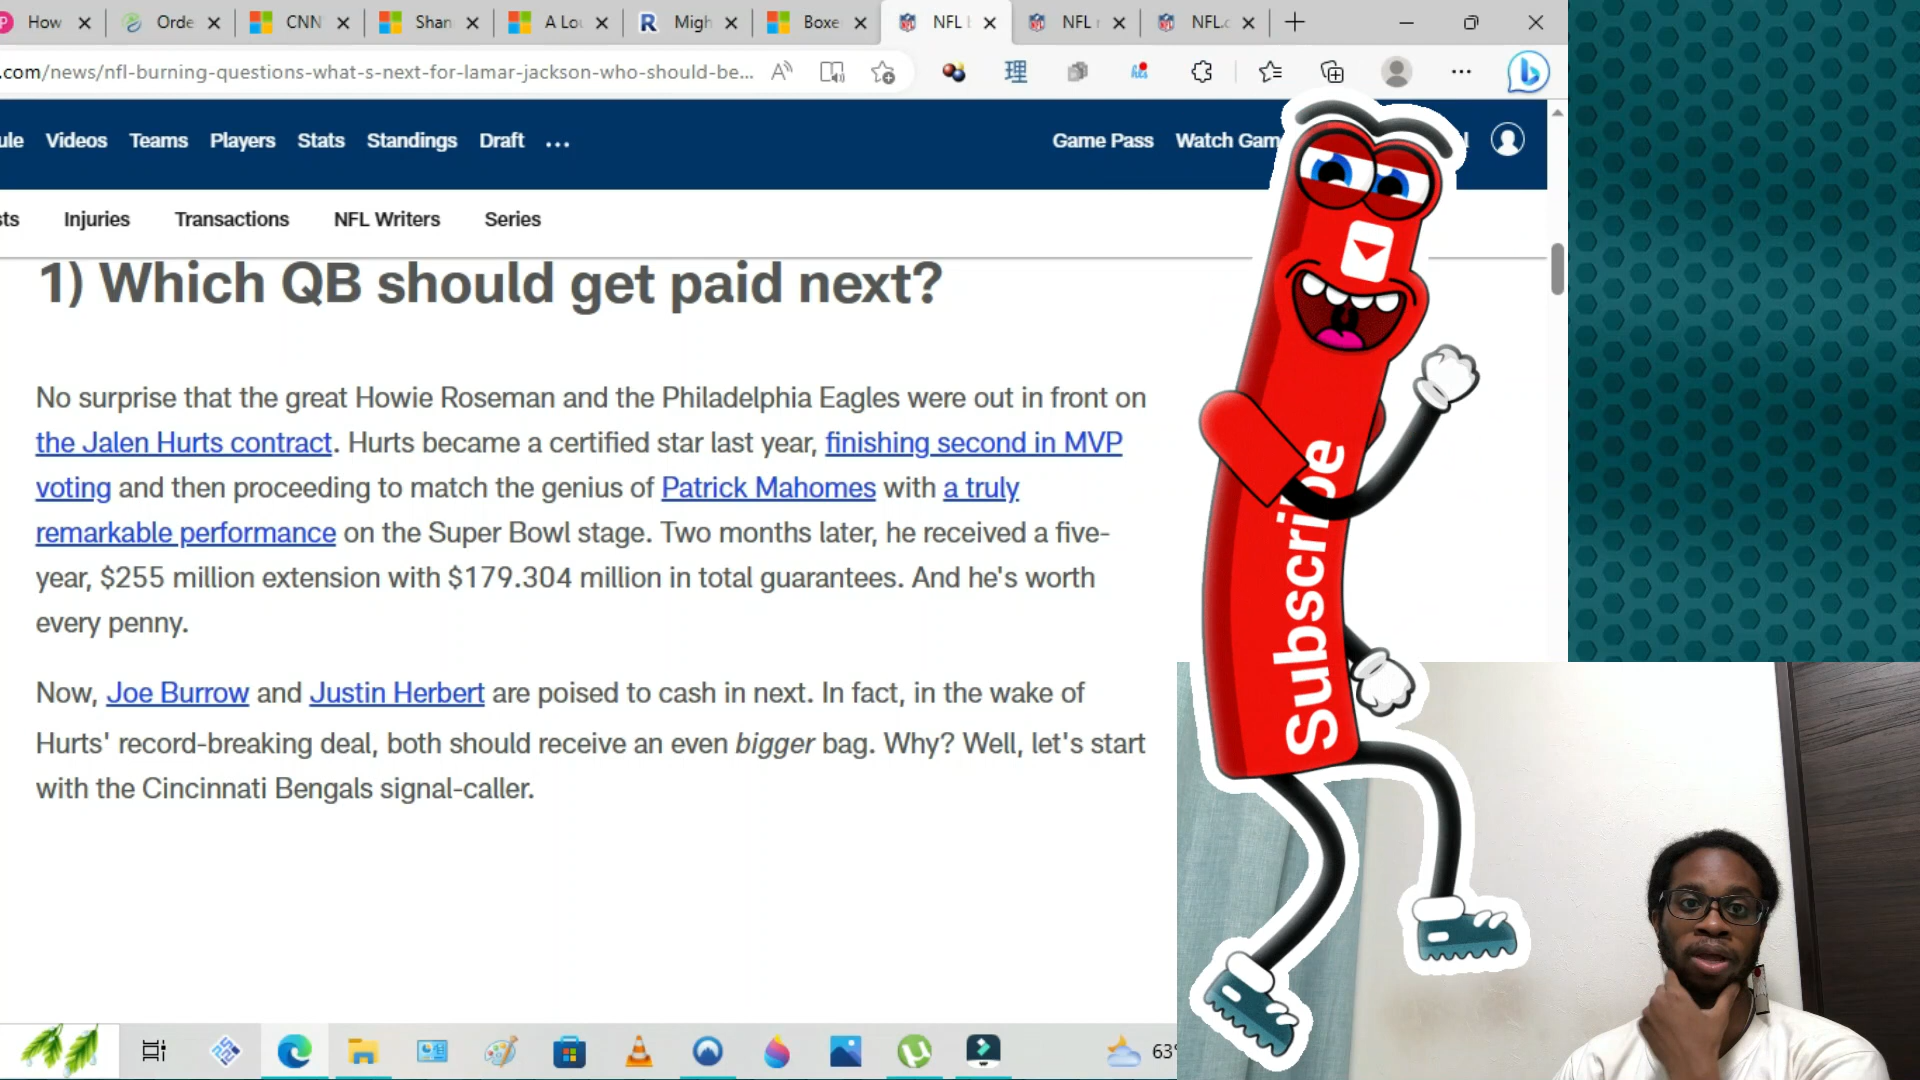 How
Orde
CNN
Shan
A Lou
Migh
Boxe
NFL
NFL
NFL.c
.com/news/nfl-burning-questions-what-s-next-for-lamar-jackson-who-should-be...
ule Videos Teams Players Stats Standings Draft ...
Game Pass Watch Gam
sts Injuries Transactions NFL Writers Series
1) Which QB should get paid next?
No surprise that the great Howie Roseman and the Philadelphia Eagles were out in front on
the Jalen Hurts contract. Hurts became a certified star last year, finishing second in MVP
voting and then proceeding to match the genius of Patrick Mahomes with a truly
remarkable performance on the Super Bowl stage. Two months later, he received a five-
year, $255 million extension with $179.304 million in total guarantees. And he's worth
every penny.
Now, Joe Burrow and Justin Herbert are poised to cash in next. In fact, in the wake of
Hurts' record-breaking deal, both should receive an even bigger bag. Why? Well, let's start
with the Cincinnati Bengals signal-caller.
Subscribe
63°